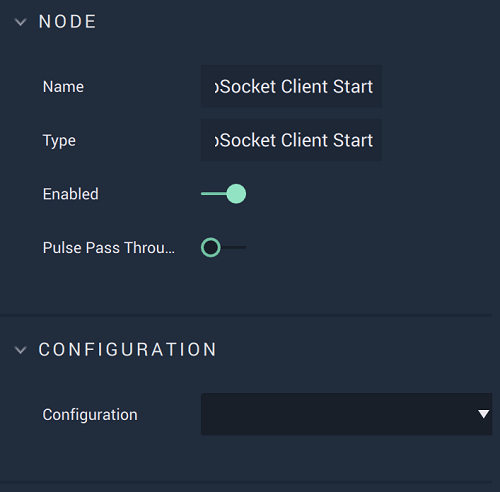 NODE
Name
Socket Client Start
Type
Socket Client Start
Enabled
Pulse Pass Throu...
CONFIGURATION
Configuration